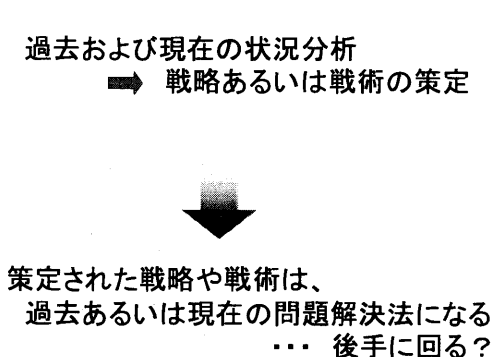 過去および現在の状況分析
➡ 戦略あるいは戦術の策定
策定された戦略や戦術は、
過去あるいは現在の問題解決法になる
・・・ 後手に回る？